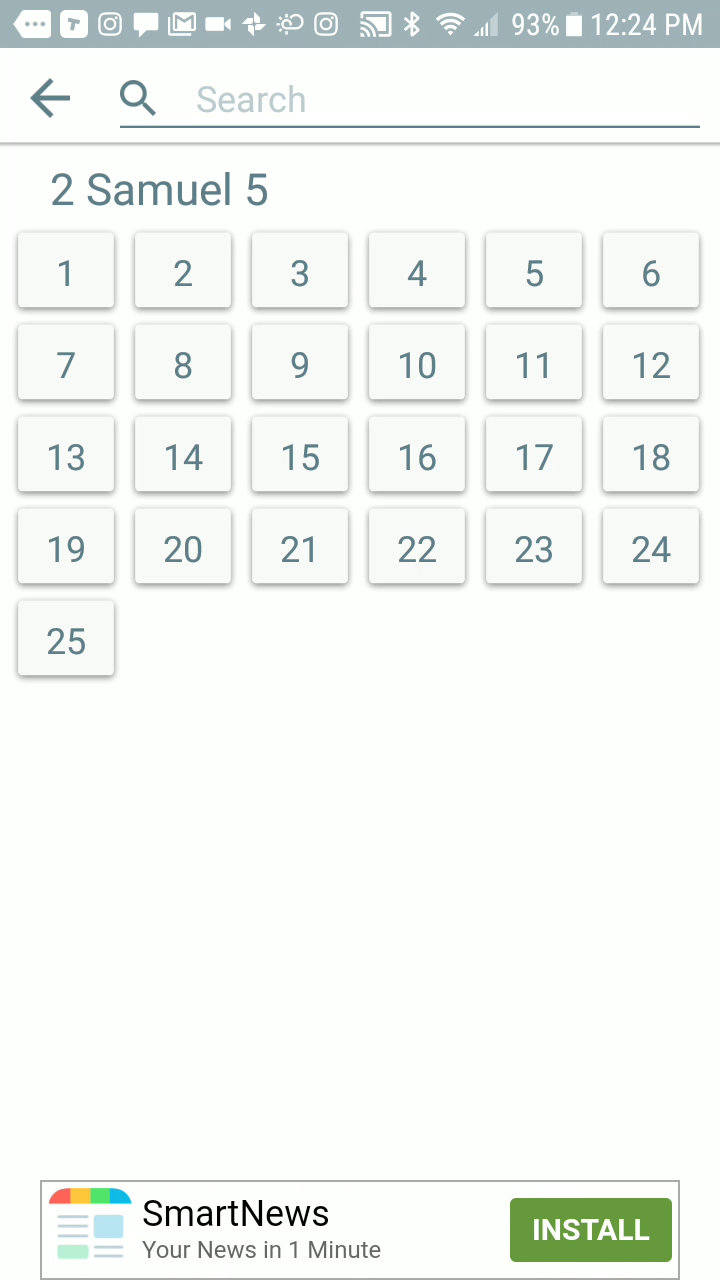 93% 12:24 PM
Search
2 Samuel 5
1 2 3 4 5 6
7 8 9 10 11 12
13 14 15 16 17 18
19 20 21 22 23 24
25
SmartNews
Your News in 1 Minute
INSTALL